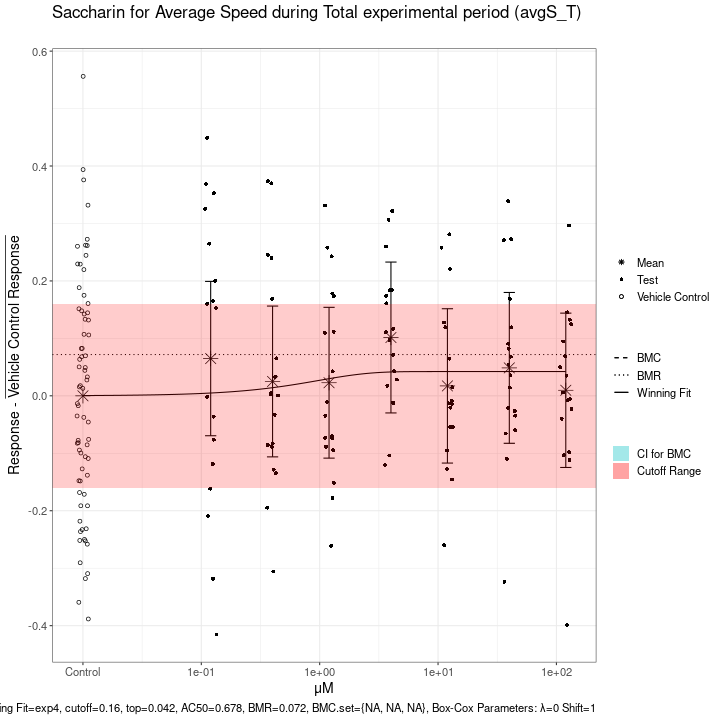 Saccharin for Average Speed during Total experimental period (avgS_T)
Response - Vehicle Control Response
0.6
0.4
0.2
0.0
-0.2
-0.4
Control
1e-01
1e+00
1e+01
1e+02
µM
Mean
Test
Vehicle Control
BMC
BMR
Winning Fit
CI for BMC
Cutoff Range
ing Fit=exp4, cutoff=0.16, top=0.042, AC50=0.678, BMR=0.072, BMC.set={NA, NA, NA}, Box-Cox Parameters: λ=0 Shift=1